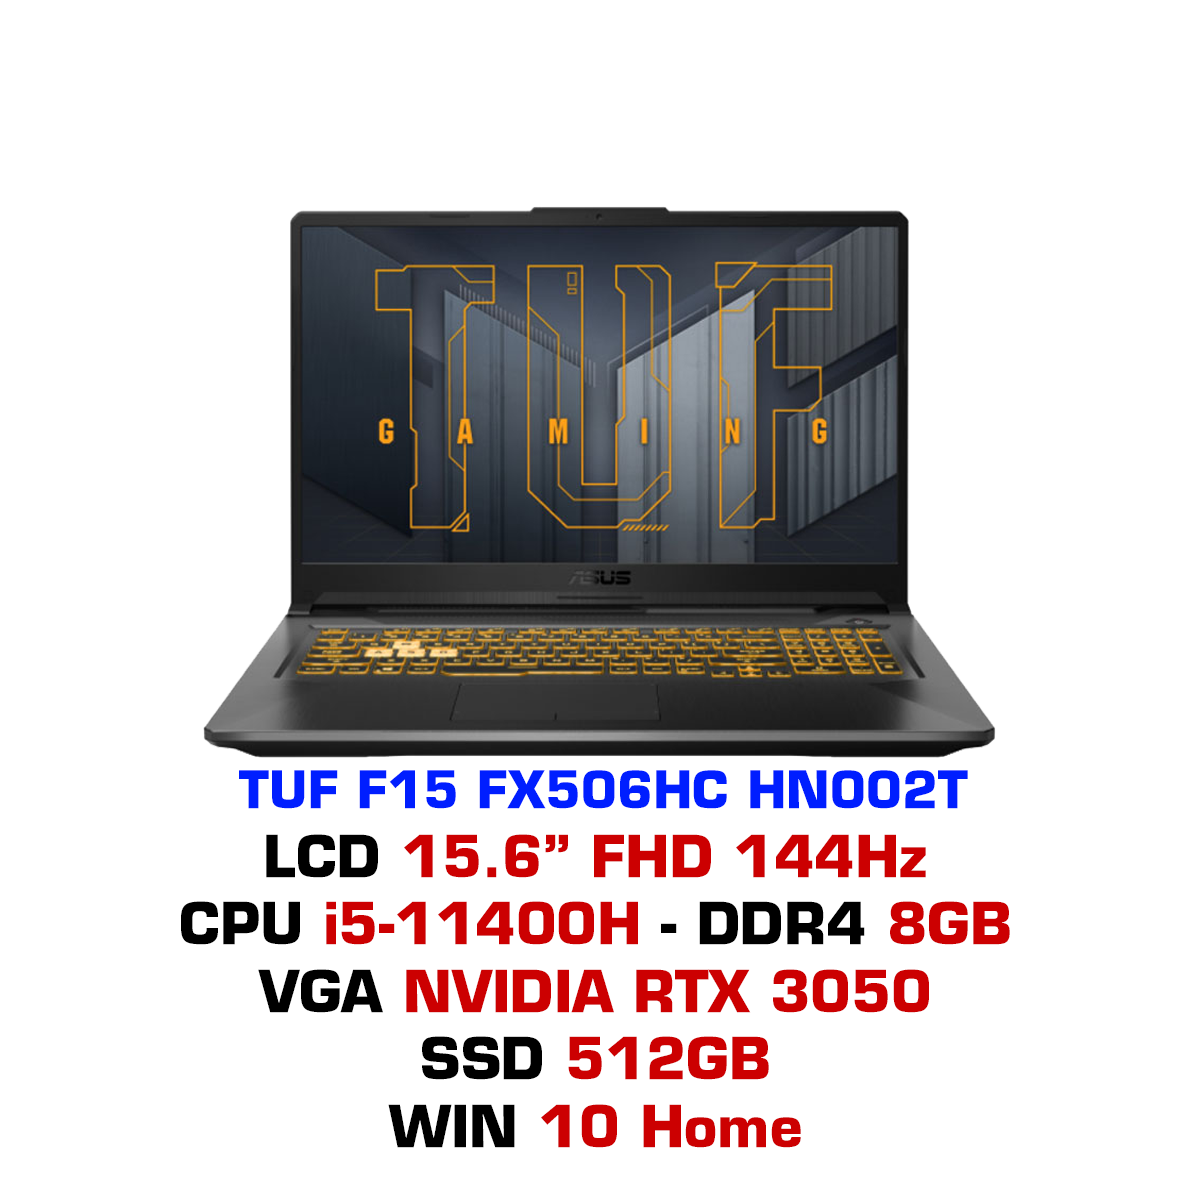 TUF
GAMING
ASUS
TUF F15 FX506HC HN002T
LCD 15.6” FHD 144Hz
CPU i5-11400H - DDR4 8GB
VGA NVIDIA RTX 3050
SSD 512GB
WIN 10 Home